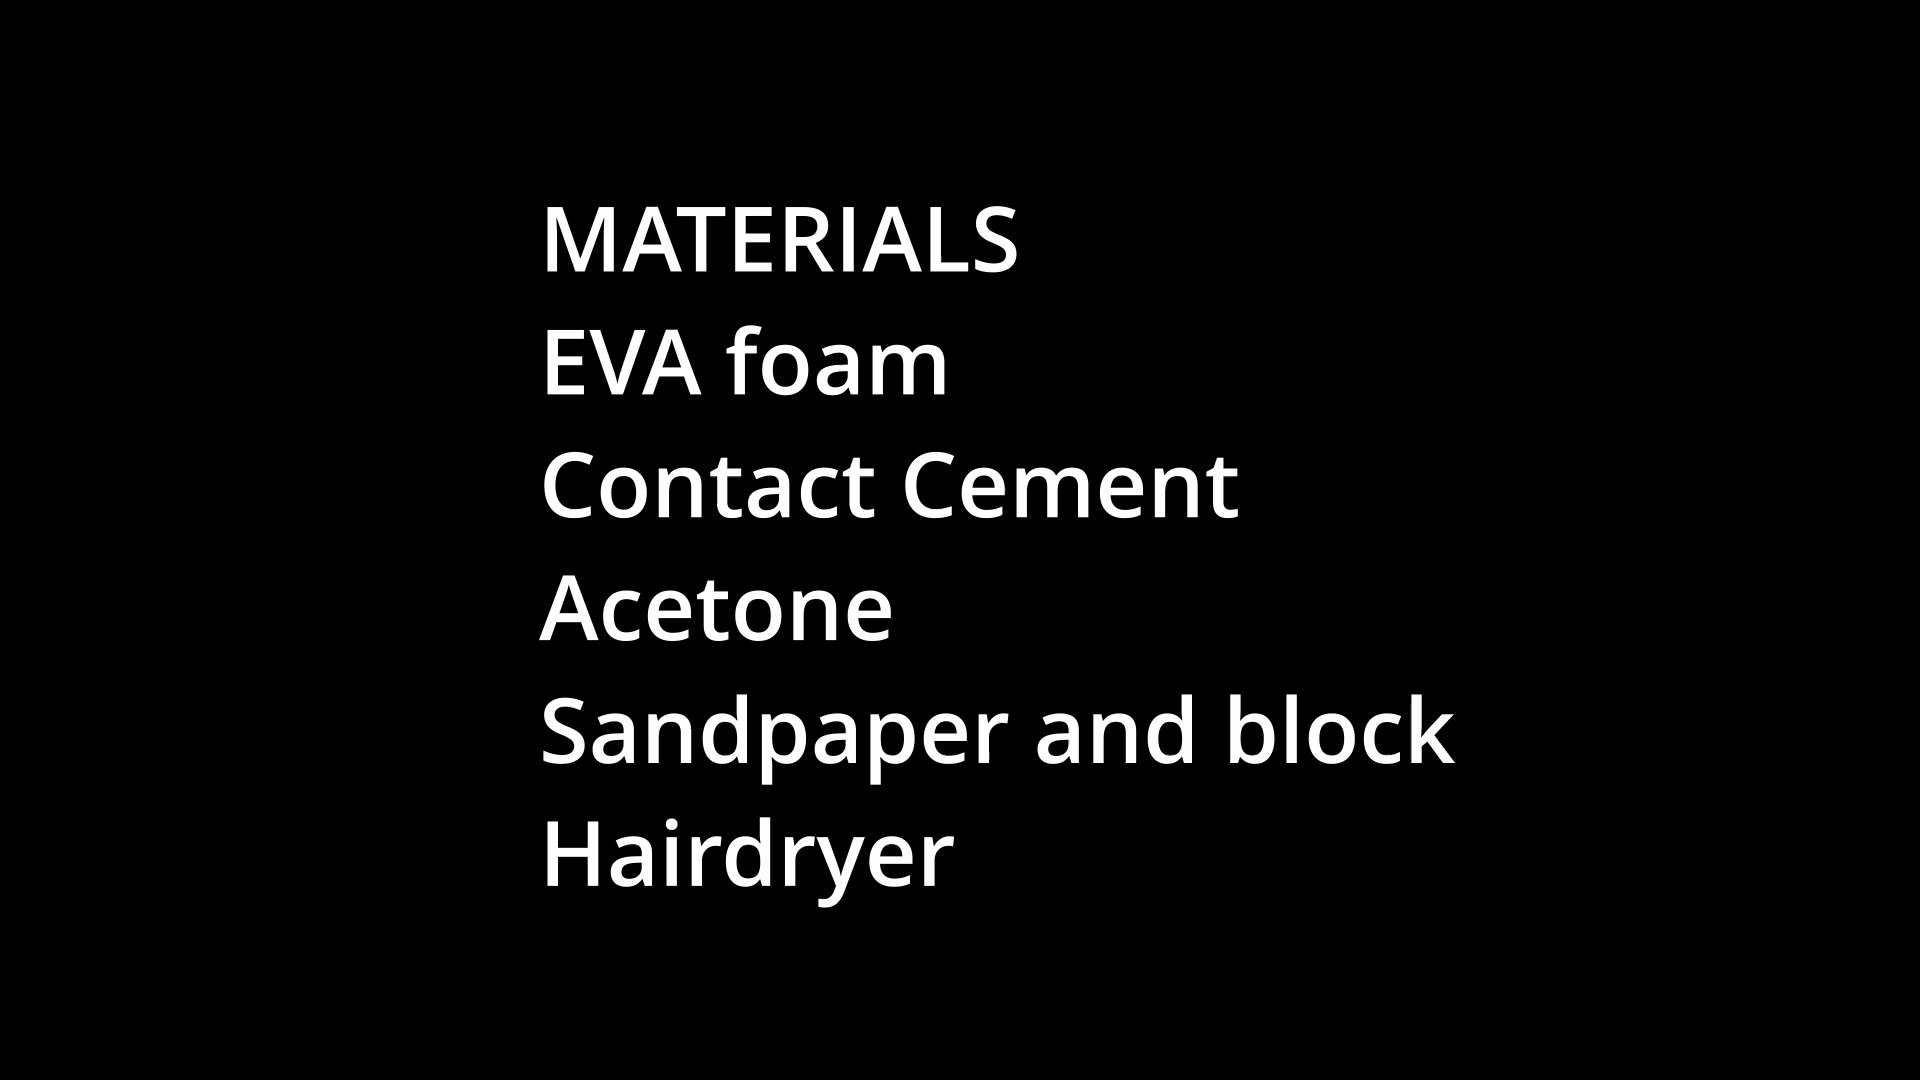 MATERIALS
EVA foam
Contact Cement
Acetone
Sandpaper and block
Hairdryer